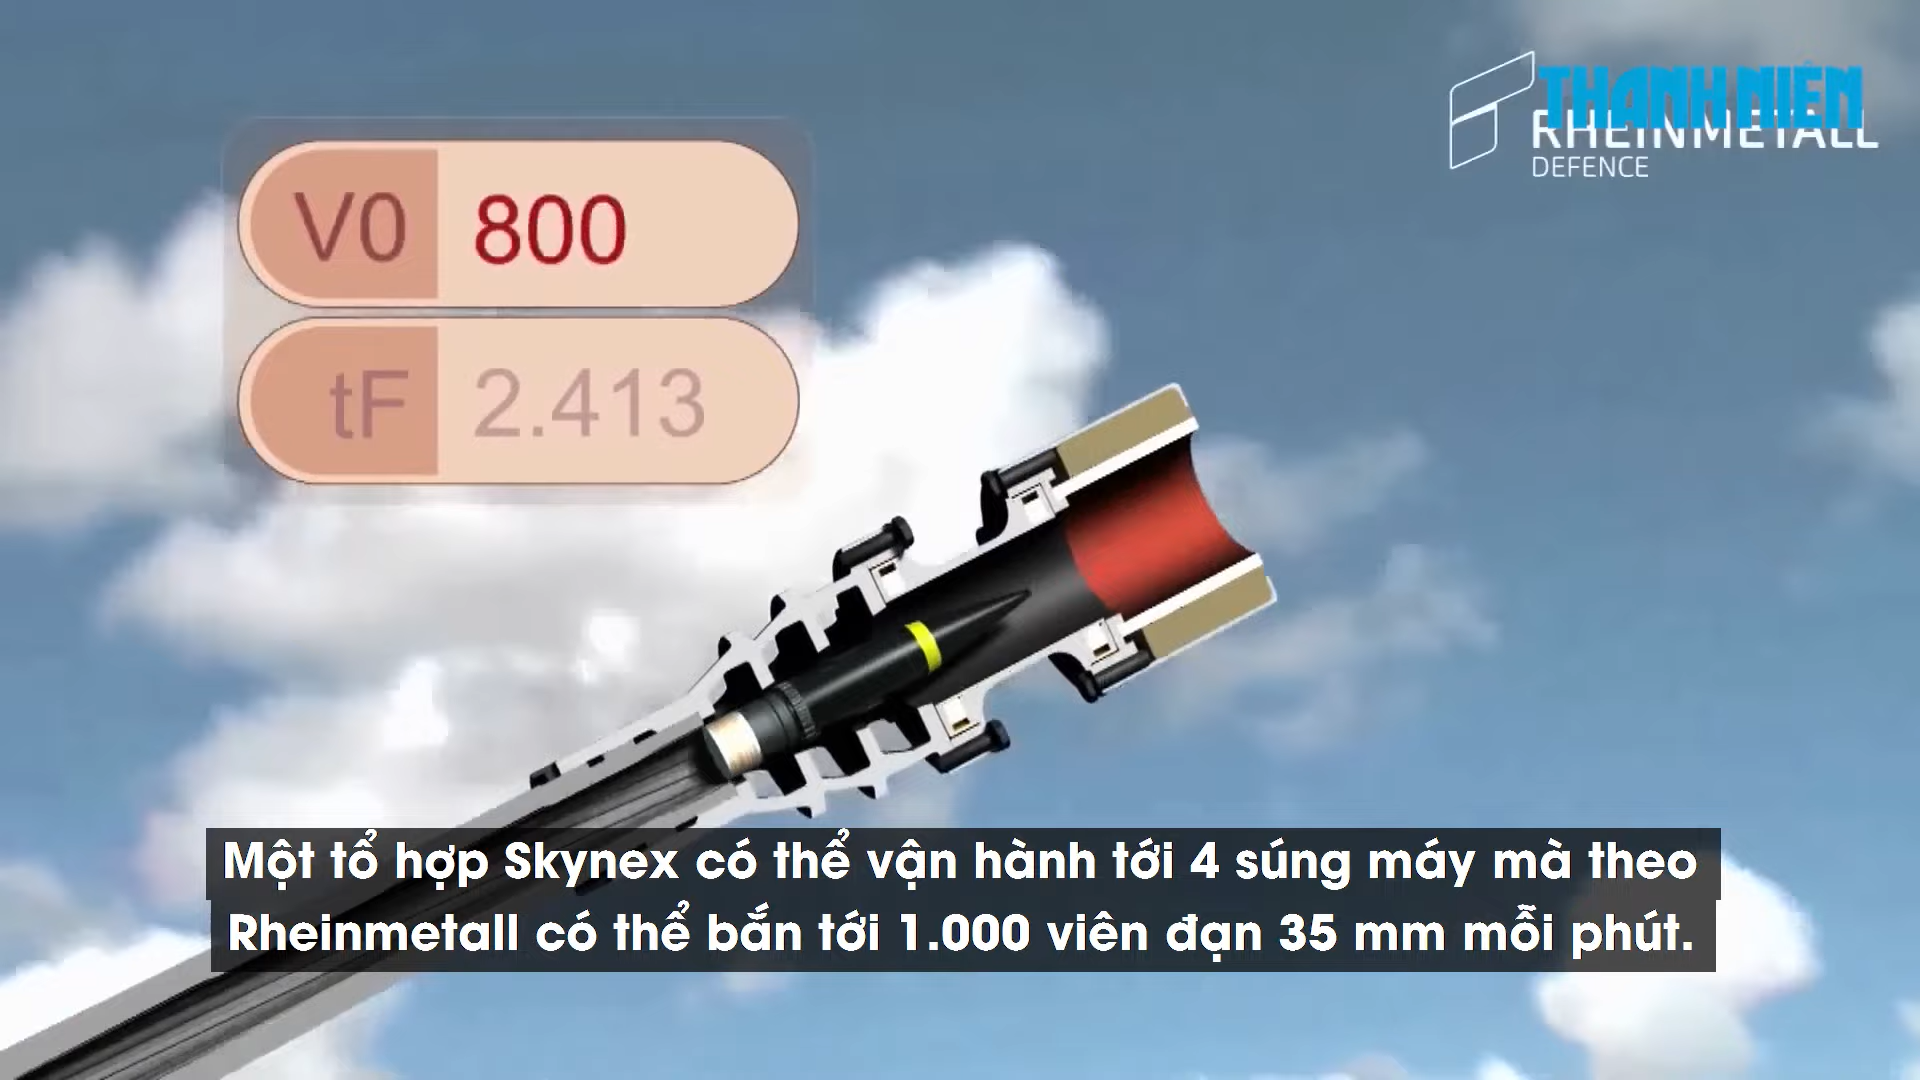 THANH NIÊN
RHEINMETALL
DEFENCE
V0 800
tF 2.413
Một tổ hợp Skynex có thể vận hành tới 4 súng máy mà theo
Rheinmetall có thể bắn tới 1.000 viên đạn 35 mm mỗi phút.